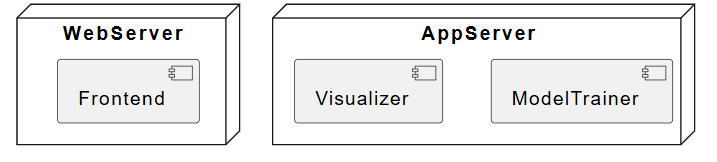 WebServer
Frontend
AppServer
Visualizer
ModelTrainer